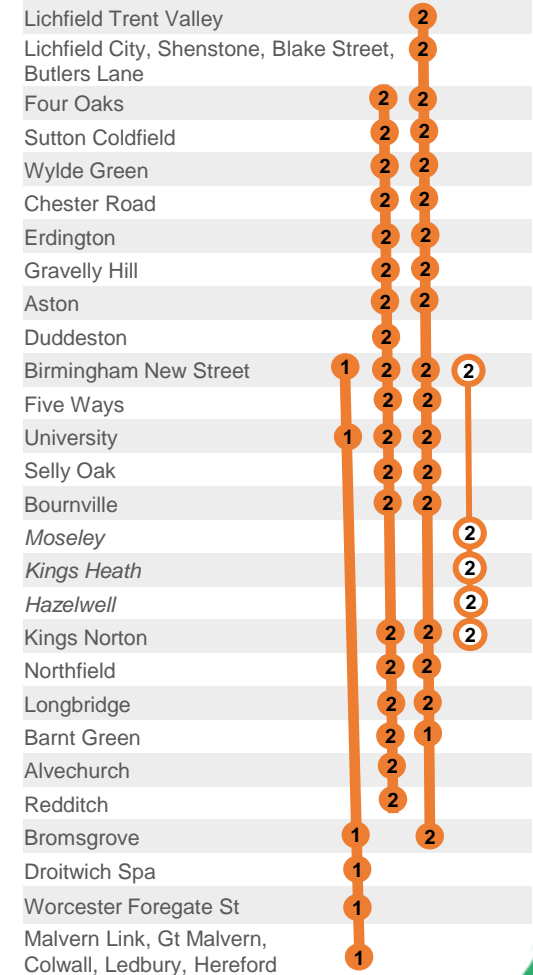 Lichfield Trent Valley 2
Lichfield City, Shenstone, Blake Street, 2
Butlers Lane
Four Oaks 2 2
Sutton Coldfield 2 2
Wylde Green 2 2
Chester Road 2 2
Erdington 2 2
Gravelly Hill 2 2
Aston 2 2
Duddeston 2
Birmingham New Street 1 2 2 2
Five Ways 2 2
University 1 2 2
Selly Oak 2 2
Bournville 2 2
Moseley 2
Kings Heath 2
Hazelwell 2
Kings Norton 2 2 2
Northfield 2 2
Longbridge 2 2
Barnt Green 2 1
Alvechurch 2
Redditch 2
Bromsgrove 1 2
Droitwich Spa 1
Worcester Foregate St 1
Malvern Link, Gt Malvern,
Colwall, Ledbury, Hereford 1